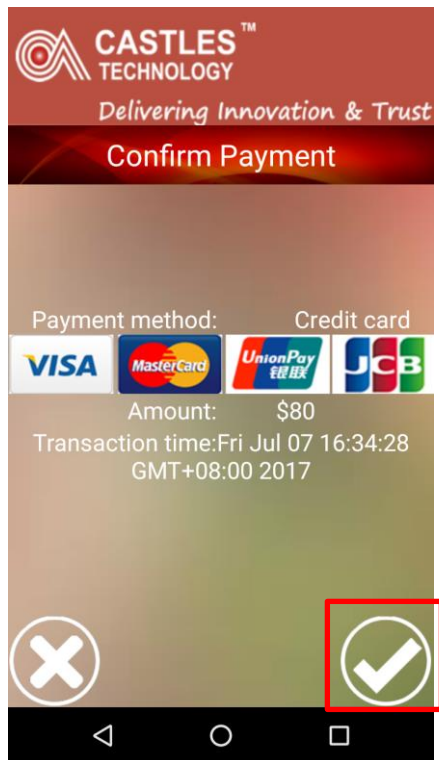 CASTLES™
TECHNOLOGY
Delivering Innovation & Trust
Confirm Payment
Payment method: Credit card
VISA MasterCard UnionPay 银联 JCB
Amount: $80
Transaction time:Fri Jul 07 16:34:28
GMT+08:00 2017